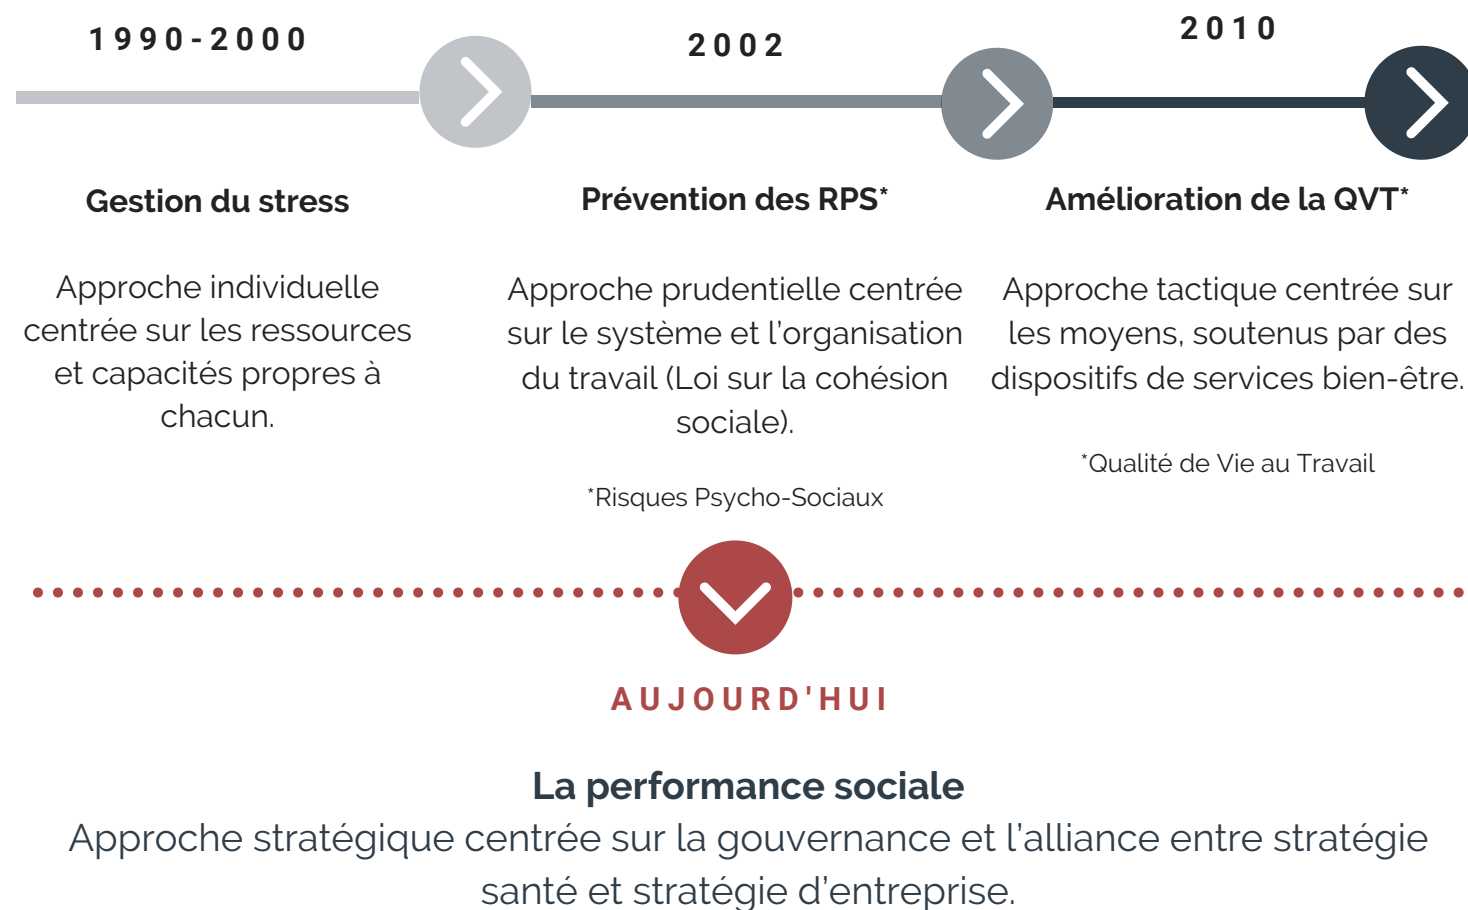 1990-2000
Gestion du stress
Approche individuelle
centrée sur les ressources
et capacités propres à
chacun.
2002
Prévention des RPS*
Approche prudentielle centrée
sur le système et l’organisation
du travail (Loi sur la cohésion
sociale).
*Risques Psycho-Sociaux
2010
Amélioration de la QVT*
Approche tactique centrée sur
les moyens, soutenus par des
dispositifs de services bien-être.
*Qualité de Vie au Travail
AUJOURD'HUI
La performance sociale
Approche stratégique centrée sur la gouvernance et l’alliance entre stratégie
santé et stratégie d’entreprise.